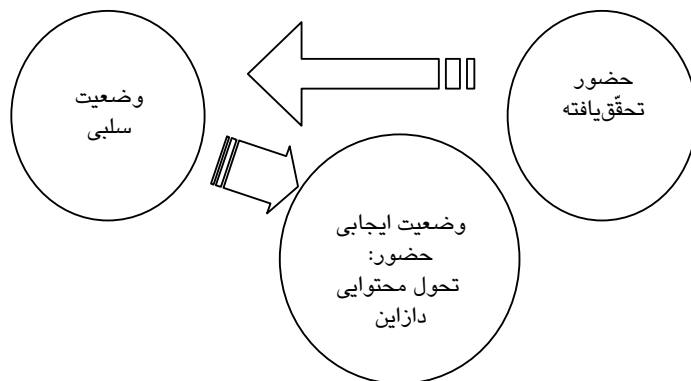 حضور
تحقّق‌یافته
وضعیت
سلبی
وضعیت ایجابی
حضور:
تحول محتوایی
دازاین